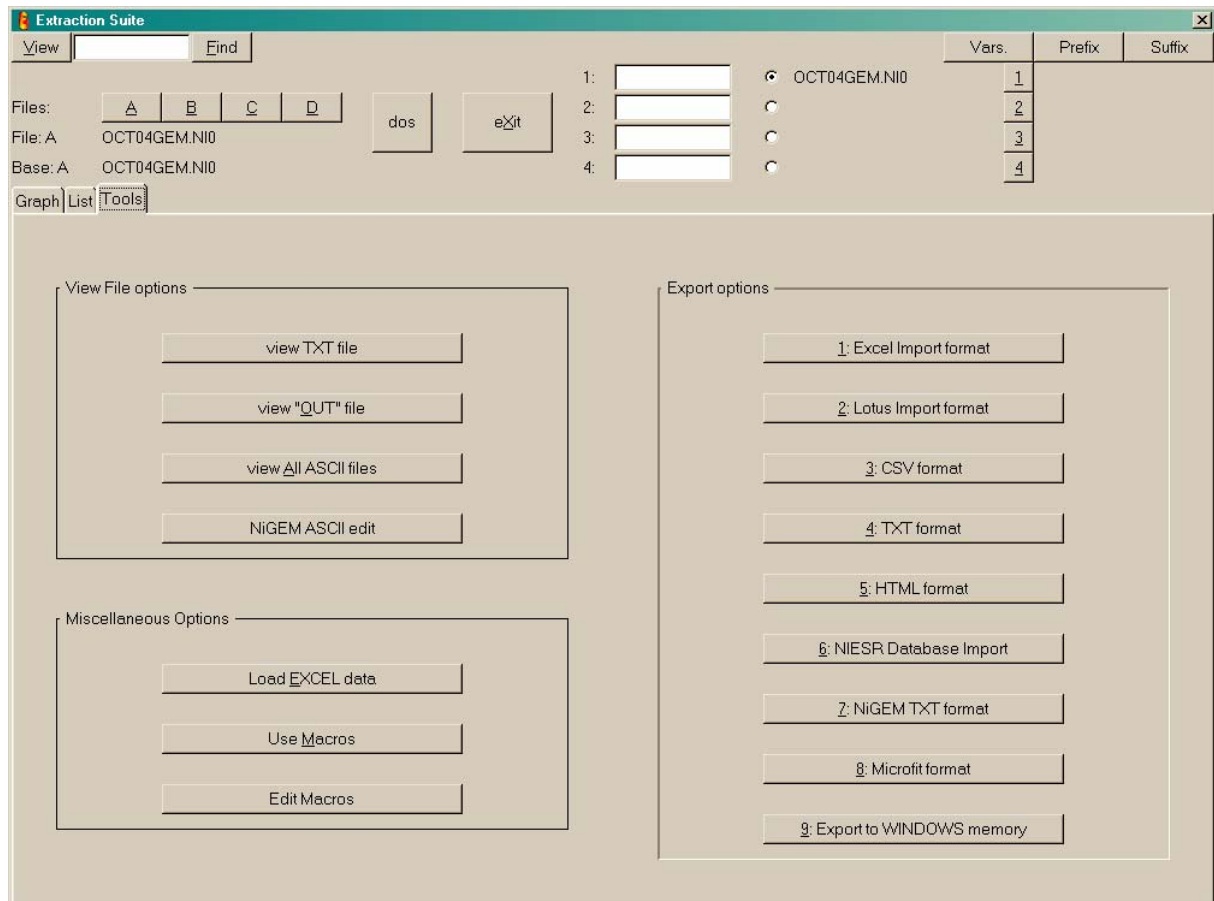 Extraction Suite
View Find Vars. Prefix Suffix
1: OCT04GEM.NI0 1
Files: A B C D dos eXit 2: 2
File: A OCT04GEM.NI0 3: 3
Base: A OCT04GEM.NI0 4: 4
Graph List Tools
View File options
view TXT file
view "OUT" file
view All ASCII files
NiGEM ASCII edit
Miscellaneous Options
Load EXCEL data
Use Macros
Edit Macros
Export options
1: Excel Import format
2: Lotus Import format
3: CSV format
4: TXT format
5: HTML format
6: NIESR Database Import
7: NiGEM TXT format
8: Microfit format
9: Export to WINDOWS memory